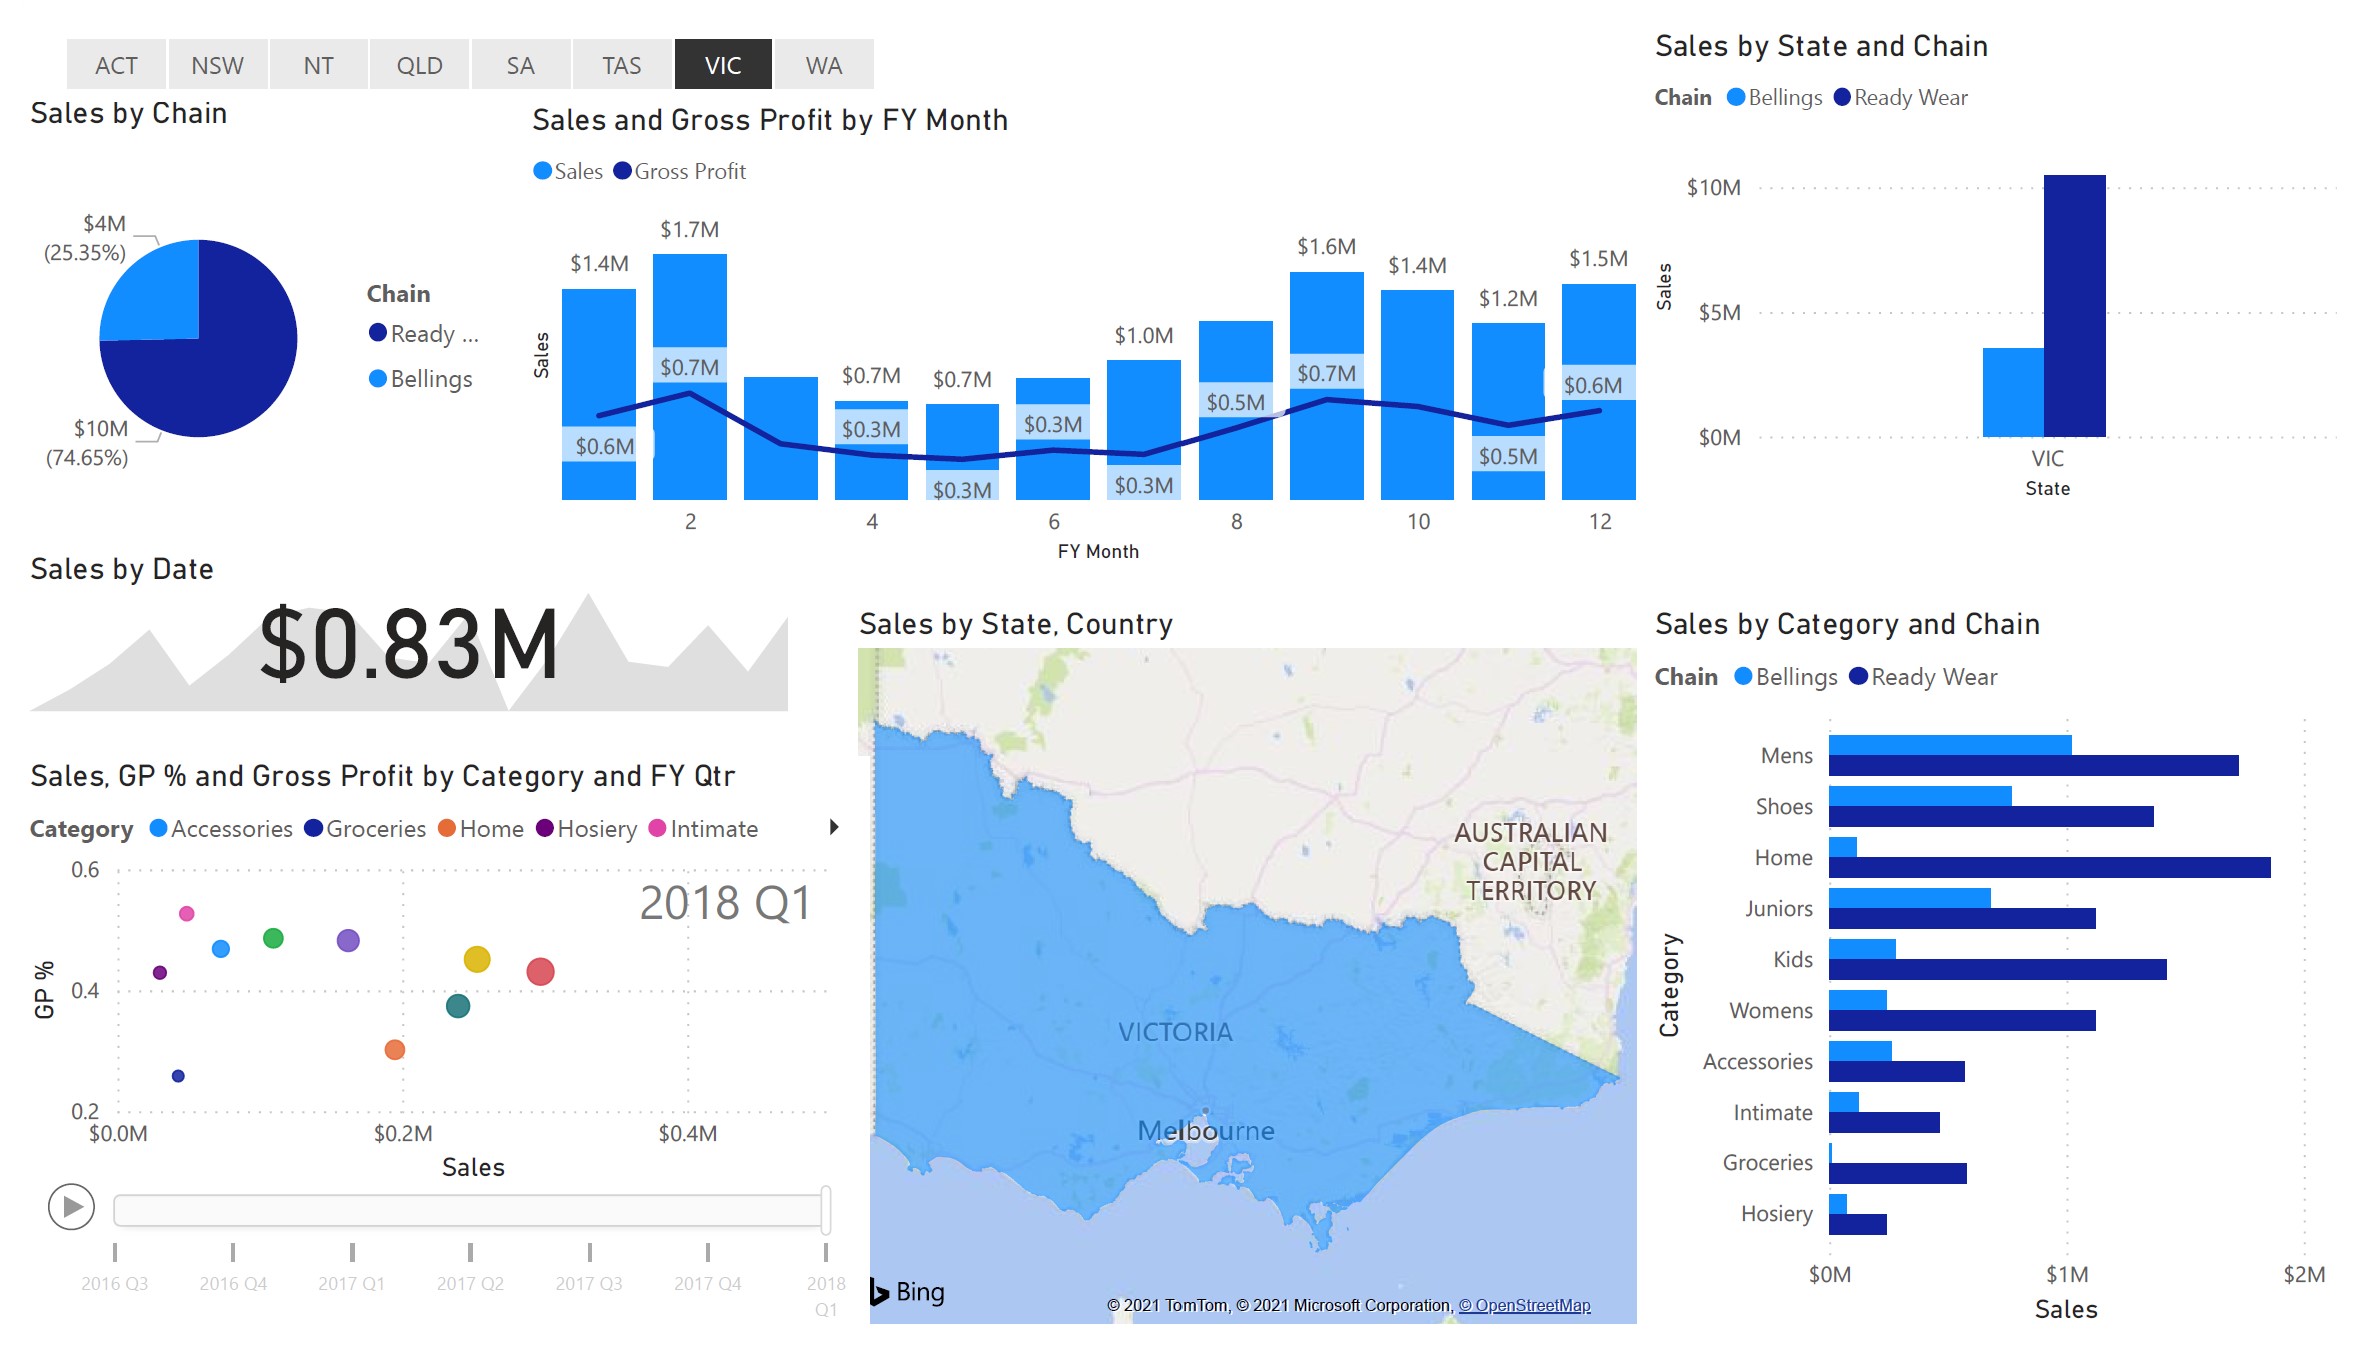 ACT NSW NT QLD SA TAS VIC WA
Sales by Chain
$4M
(25.35%)
$10M
(74.65%)
Chain
Ready ...
Bellings
Sales and Gross Profit by FY Month
Sales Gross Profit
Sales
$1.4M $1.7M $0.7M $0.7M $1.0M $1.6M $1.4M $1.2M $1.5M
$0.6M $0.7M $0.3M $0.3M $0.3M $0.3M $0.5M $0.7M $0.5M $0.6M
2 4 6 8 10 12
FY Month
Sales by State and Chain
Chain Bellings Ready Wear
Sales
$10M
$5M
$0M
VIC
State
Sales by Date
$0.83M
Sales, GP % and Gross Profit by Category and FY Qtr
Category Accessories Groceries Home Hosiery Intimate
2018 Q1
GP %
0.6
0.4
0.2
$0.0M $0.2M $0.4M
Sales
2016 Q3 2016 Q4 2017 Q1 2017 Q2 2017 Q3 2017 Q4 2018
Q1
Sales by State, Country
AUSTRALIAN
CAPITAL
TERRITORY
VICTORIA
Melbourne
Bing
© 2021 TomTom, © 2021 Microsoft Corporation, © OpenStreetMap
Sales by Category and Chain
Chain Bellings Ready Wear
Category
Mens
Shoes
Home
Juniors
Kids
Womens
Accessories
Intimate
Groceries
Hosiery
$0M $1M $2M
Sales